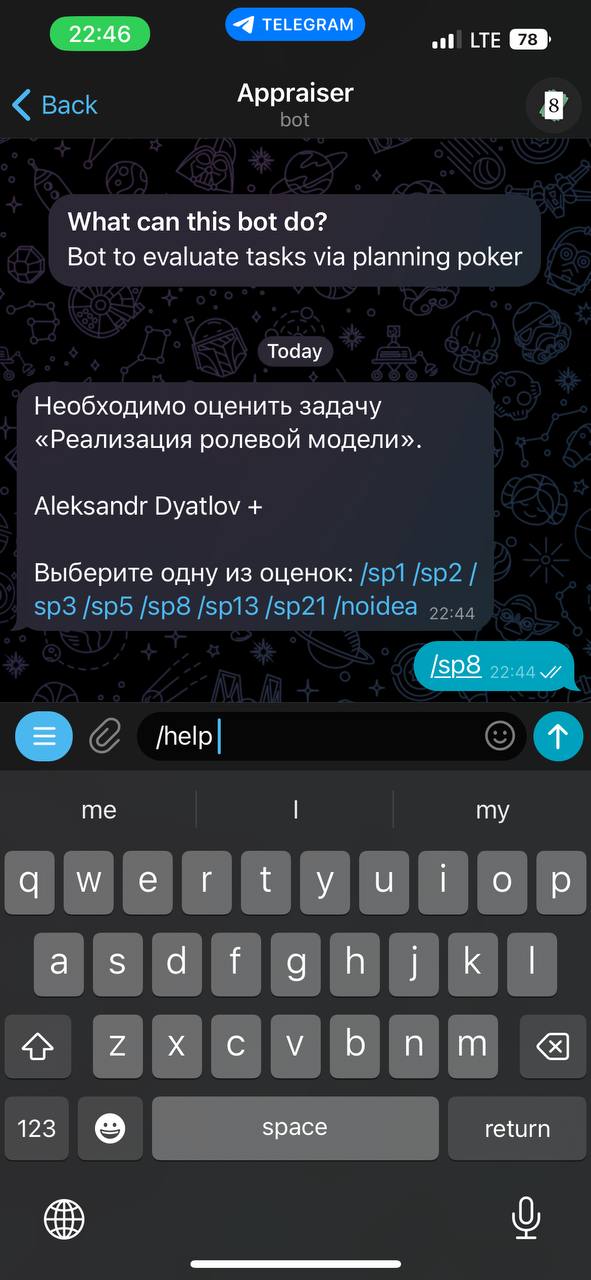 22:46
TELEGRAM
LTE 78
Back
Appraiser
bot
8
What can this bot do?
Bot to evaluate tasks via planning poker
Today
Необходимо оценить задачу
«Реализация ролевой модели».
Aleksandr Dyatlov +
Выберите одну из оценок: /sp1 /sp2 /
sp3 /sp5 /sp8 /sp13 /sp21 /noidea 22:44
/sp8 22:44
/help
me I my
q w e r t y u i o p
a s d f g h j k l
z x c v b n m
123 space return